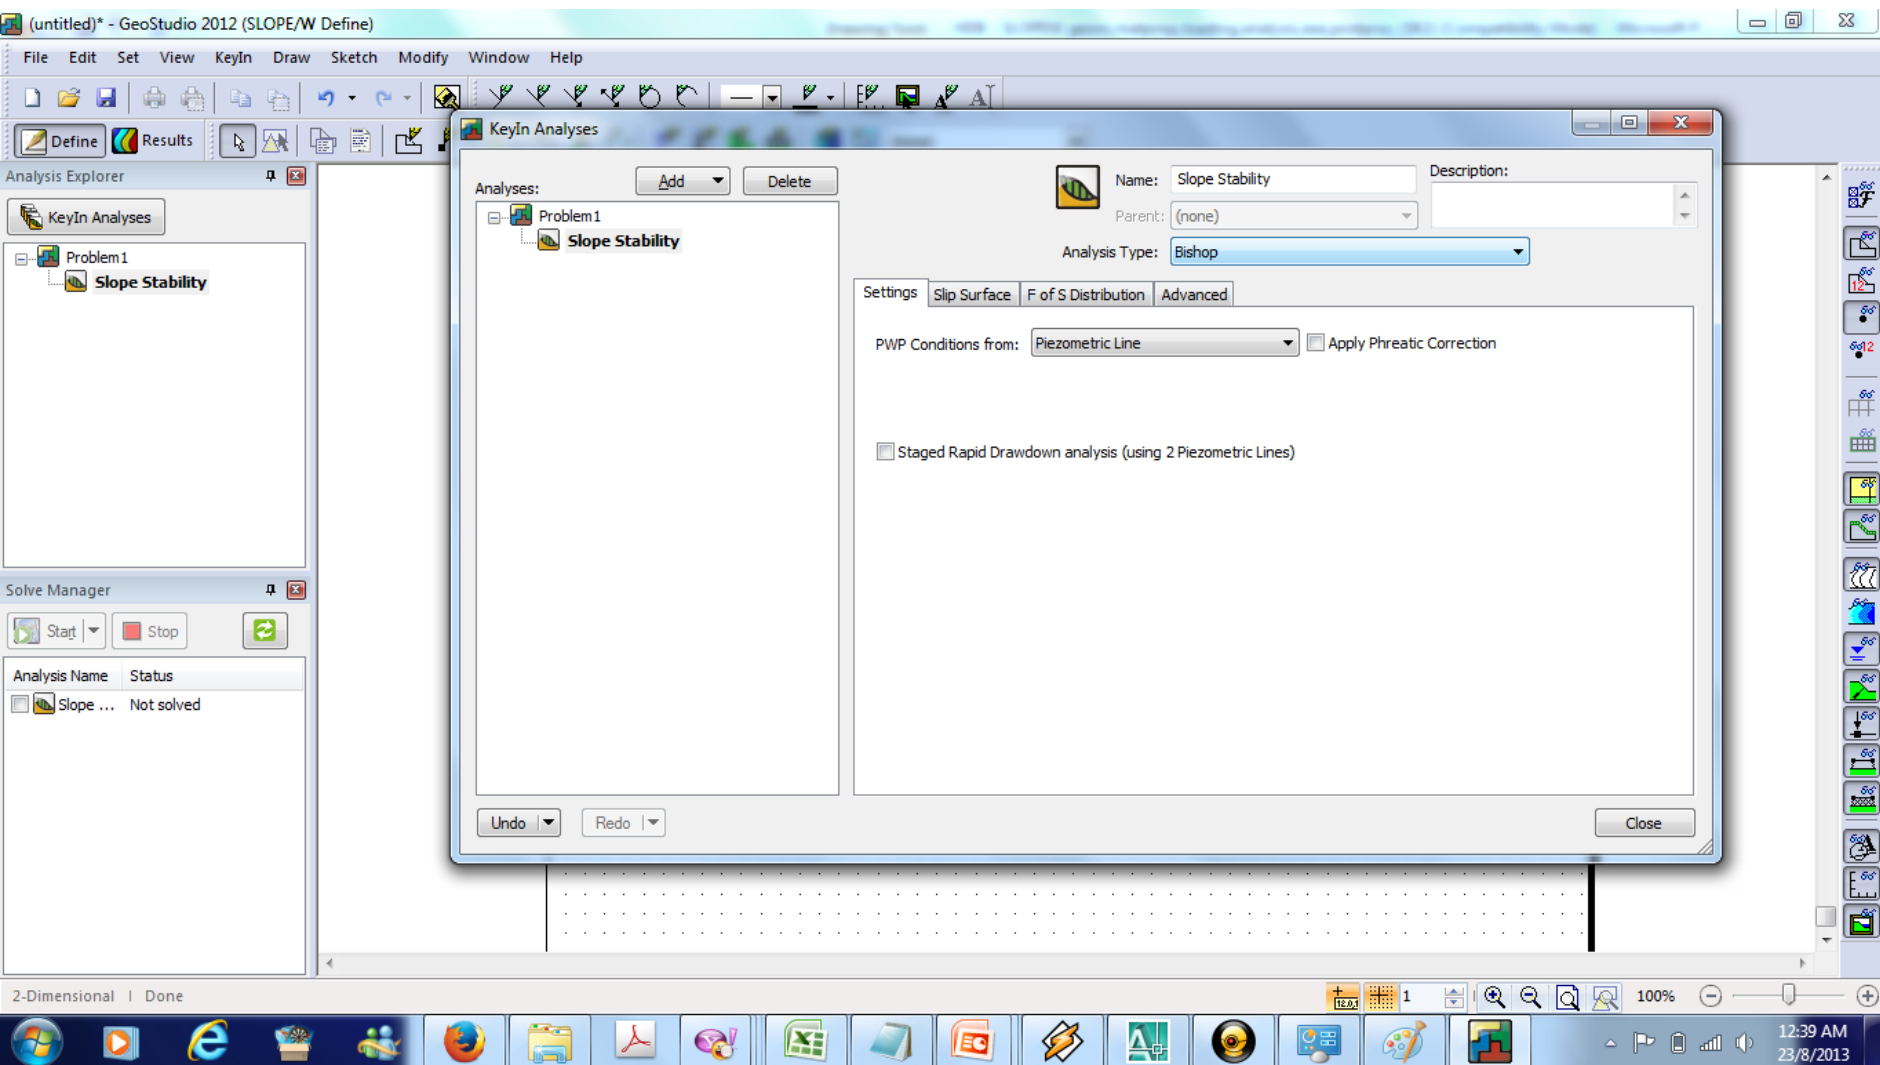 (untitled)* - GeoStudio 2012 (SLOPE/W Define)
File Edit Set View KeyIn Draw Sketch Modify Window Help
Define Results
KeyIn Analyses
Analysis Explorer
KeyIn Analyses
Problem1
Slope Stability
Analyses: Add Delete
Problem1
Slope Stability
Name: Slope Stability Description:
Parent: (none)
Analysis Type: Bishop
Settings Slip Surface F of S Distribution Advanced
PWP Conditions from: Piezometric Line Apply Phreatic Correction
Staged Rapid Drawdown analysis (using 2 Piezometric Lines)
Undo Redo Close
Solve Manager
Start Stop
Analysis Name Status
Slope ... Not solved
2-Dimensional | Done
1 100%
12:39 AM
23/8/2013